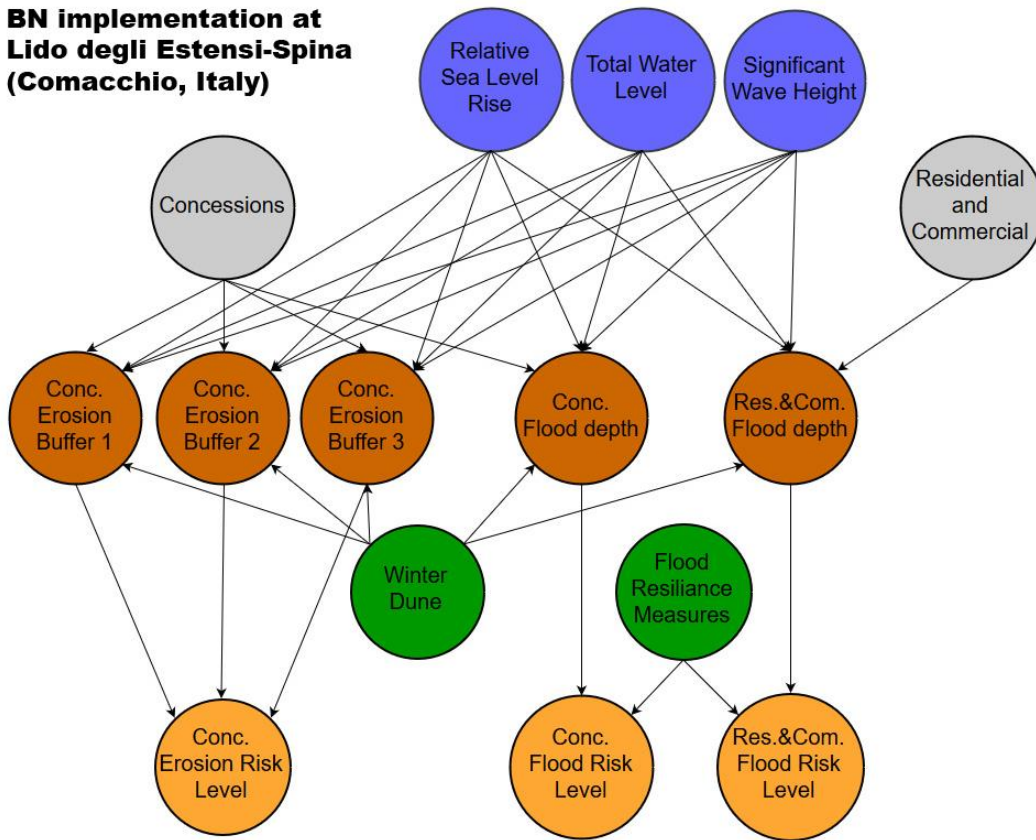 BN implementation at
Lido degli Estensi-Spina
(Comacchio, Italy)
Relative
Sea Level
Rise
Total Water
Level
Significant
Wave Height
Concessions
Residential
and
Commercial
Conc.
Erosion
Buffer 1
Conc.
Erosion
Buffer 2
Conc.
Erosion
Buffer 3
Conc.
Flood depth
Res.&Com.
Flood depth
Winter
Dune
Flood
Resiliance
Measures
Conc.
Erosion Risk
Level
Conc.
Flood Risk
Level
Res.&Com.
Flood Risk
Level